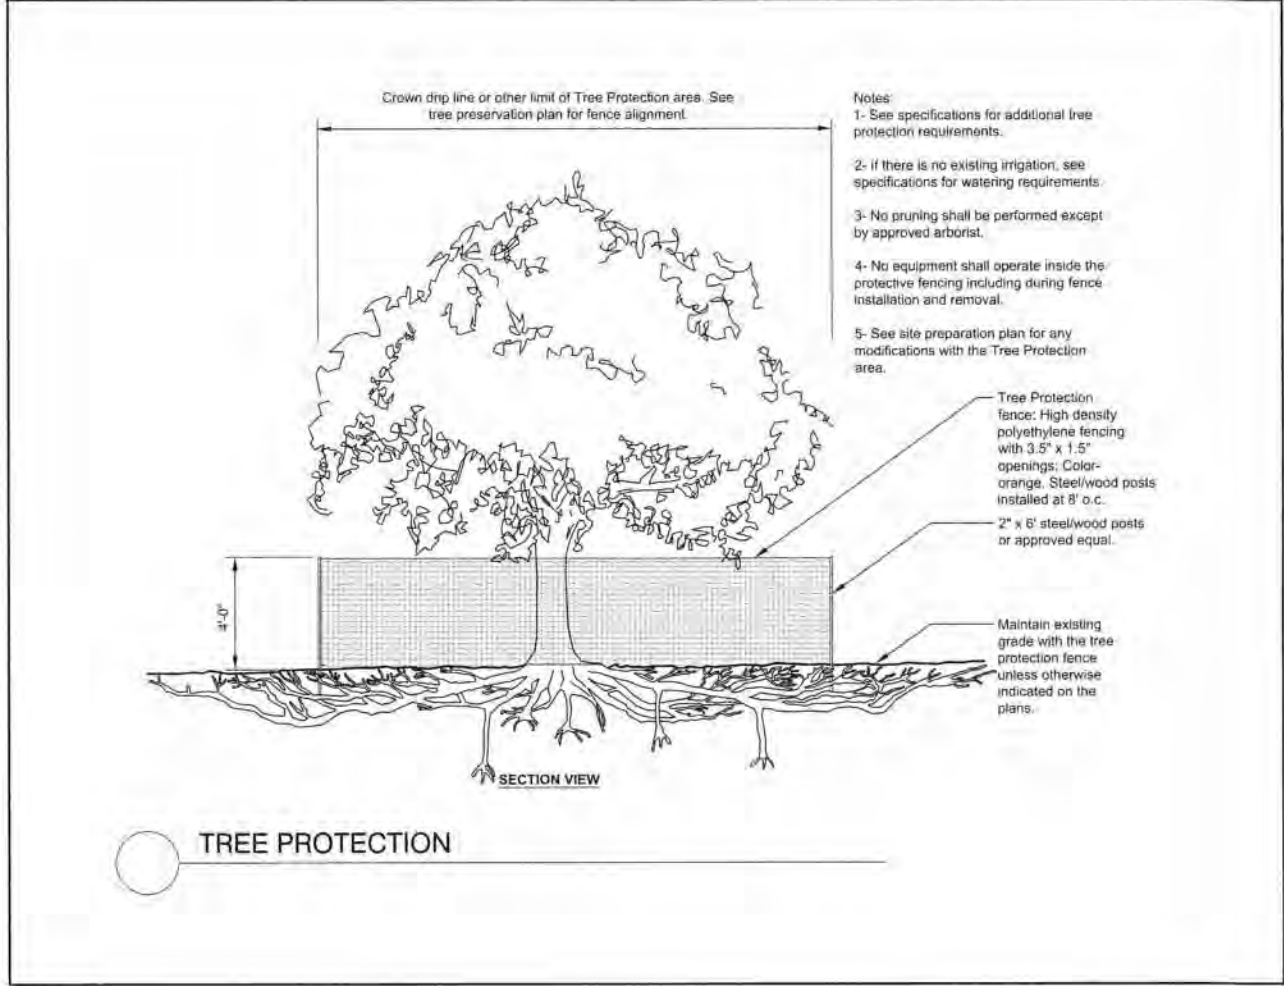 Crown drip line or other limit of Tree Protection area. See
tree preservation plan for fence alignment.
Notes:
1- See specifications for additional tree
protection requirements.
2- If there is no existing irrigation, see
specifications for watering requirements.
3- No pruning shall be performed except
by approved arborist.
4- No equipment shall operate inside the
protective fencing including during fence
installation and removal.
5- See site preparation plan for any
modifications with the Tree Protection
area.
Tree Protection
fence: High density
polyethylene fencing
with 3.5" x 1.5"
openings; Color-
orange. Steel/wood posts
installed at 8' o.c.
2" x 6' steel/wood posts
or approved equal.
4'-0"
Maintain existing
grade with the tree
protection fence
unless otherwise
indicated on the
plans.
SECTION VIEW
TREE PROTECTION